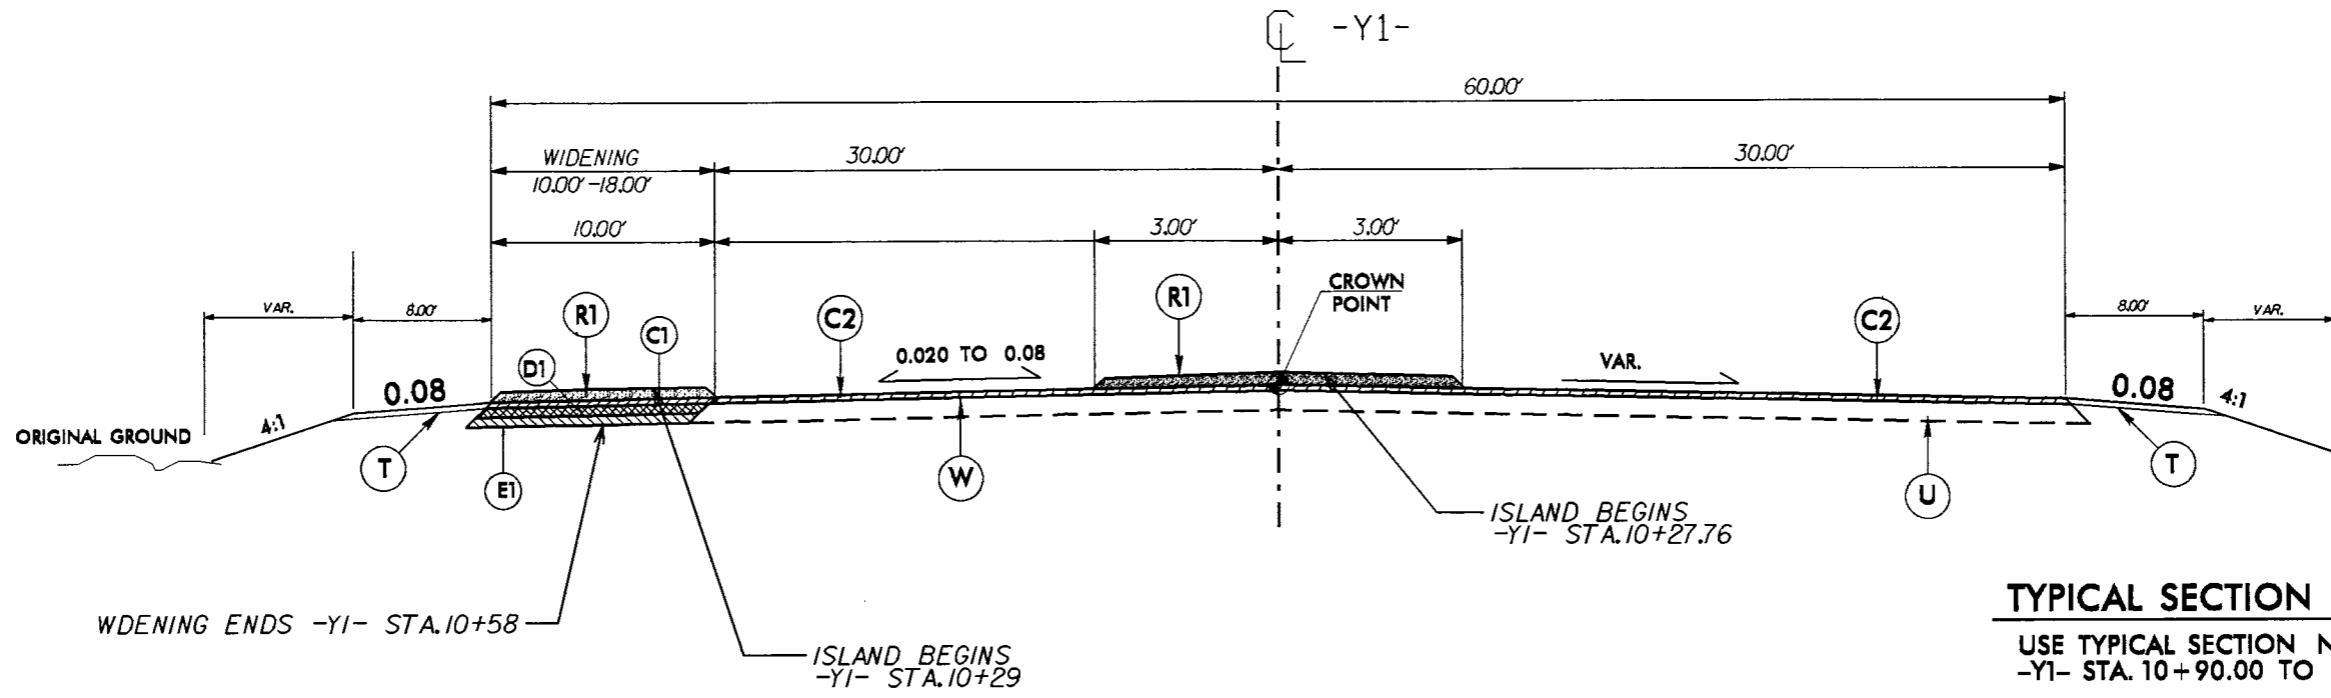 ℄ -Y1-
60.00'
WIDENING
10.00'-18.00'
30.00'
30.00'
10.00'
3.00'
3.00'
VAR.
8.00'
R1
C1
C2
R1
CROWN
POINT
C2
8.00'
VAR.
D1
0.020 TO 0.08
VAR.
0.08
0.08
4:1
4:1
ORIGINAL GROUND
T
E1
W
U
T
ISLAND BEGINS
-Y1- STA.10+27.76
WDENING ENDS -Y1- STA.10+58
ISLAND BEGINS
-Y1- STA.10+29
TYPICAL SECTION
USE TYPICAL SECTION N
-Y1- STA. 10+90.00 TO